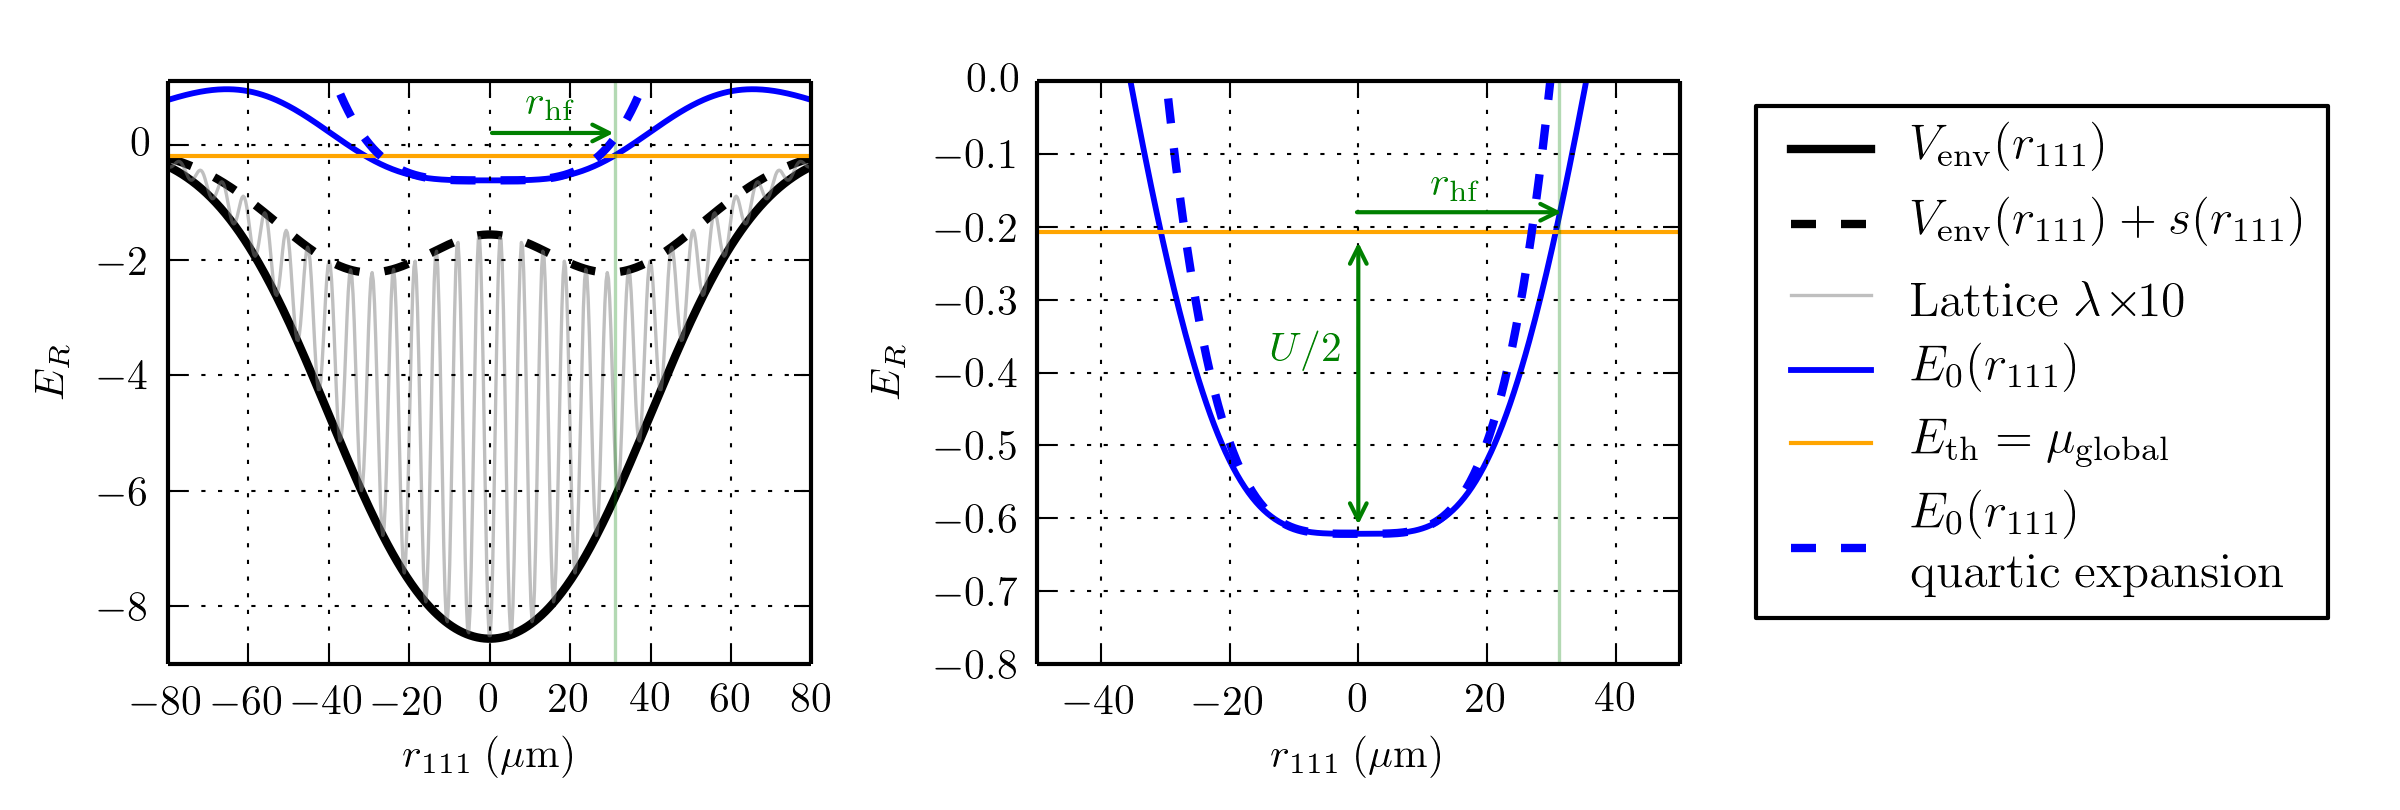 r_hf
0
−2
−4
−6
−8
E_R
−80 −60 −40 −20 0 20 40 60 80
r_111 (μm)
0.0
−0.1
−0.2
−0.3
−0.4
−0.5
−0.6
−0.7
−0.8
E_R
r_hf
U/2
−40 −20 0 20 40
r_111 (μm)
V_env(r_111)
V_env(r_111) + s(r_111)
Lattice λ×10
E_0(r_111)
E_th = μ_global
E_0(r_111)
quartic expansion